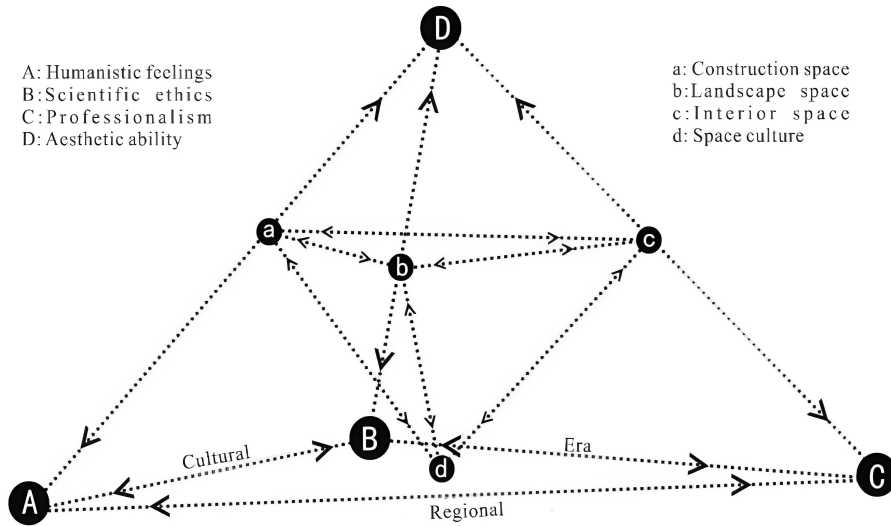 D
A: Humanistic feelings
B:Scientific ethics
C:Professionalism
D: Aesthetic ability
a: Construction space
b:Landscape space
c: Interior space
d: Space culture
a
c
b
B
Cultural
Era
d
A
C
Regional